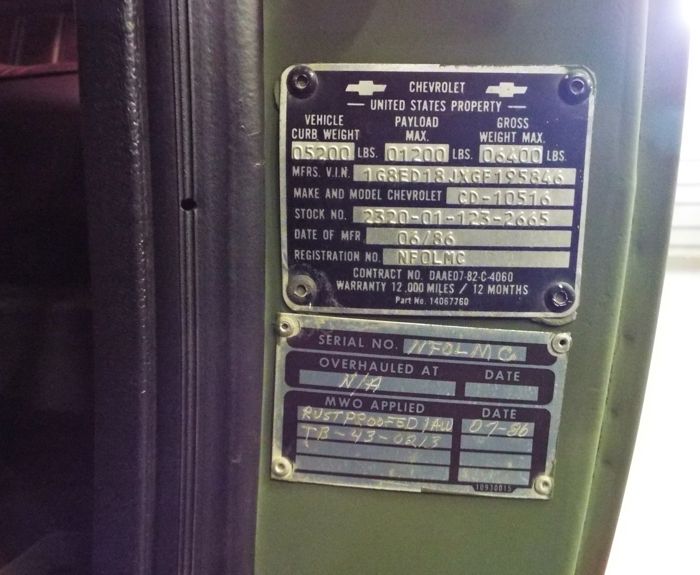 CHEVROLET
UNITED STATES PROPERTY
VEHICLE CURB WEIGHT PAYLOAD MAX. GROSS WEIGHT MAX.
05200 LBS. 01200 LBS. 06400 LBS.
MFRS. V.I.N. 1G8ED18JXGF195846
MAKE AND MODEL CHEVROLET CD-10516
STOCK NO. 2320-01-123-2665
DATE OF MFR 06/86
REGISTRATION NO. NF0LMC
CONTRACT NO. DAAE07-82-C-4060
WARRANTY 12,000 MILES / 12 MONTHS
Part No. 14067760
SERIAL NO. NF0LMC
OVERHAULED AT DATE
N/A
MWO APPLIED DATE
RUSTPROOFED IAW 07-86
TB-43-0213
10930015